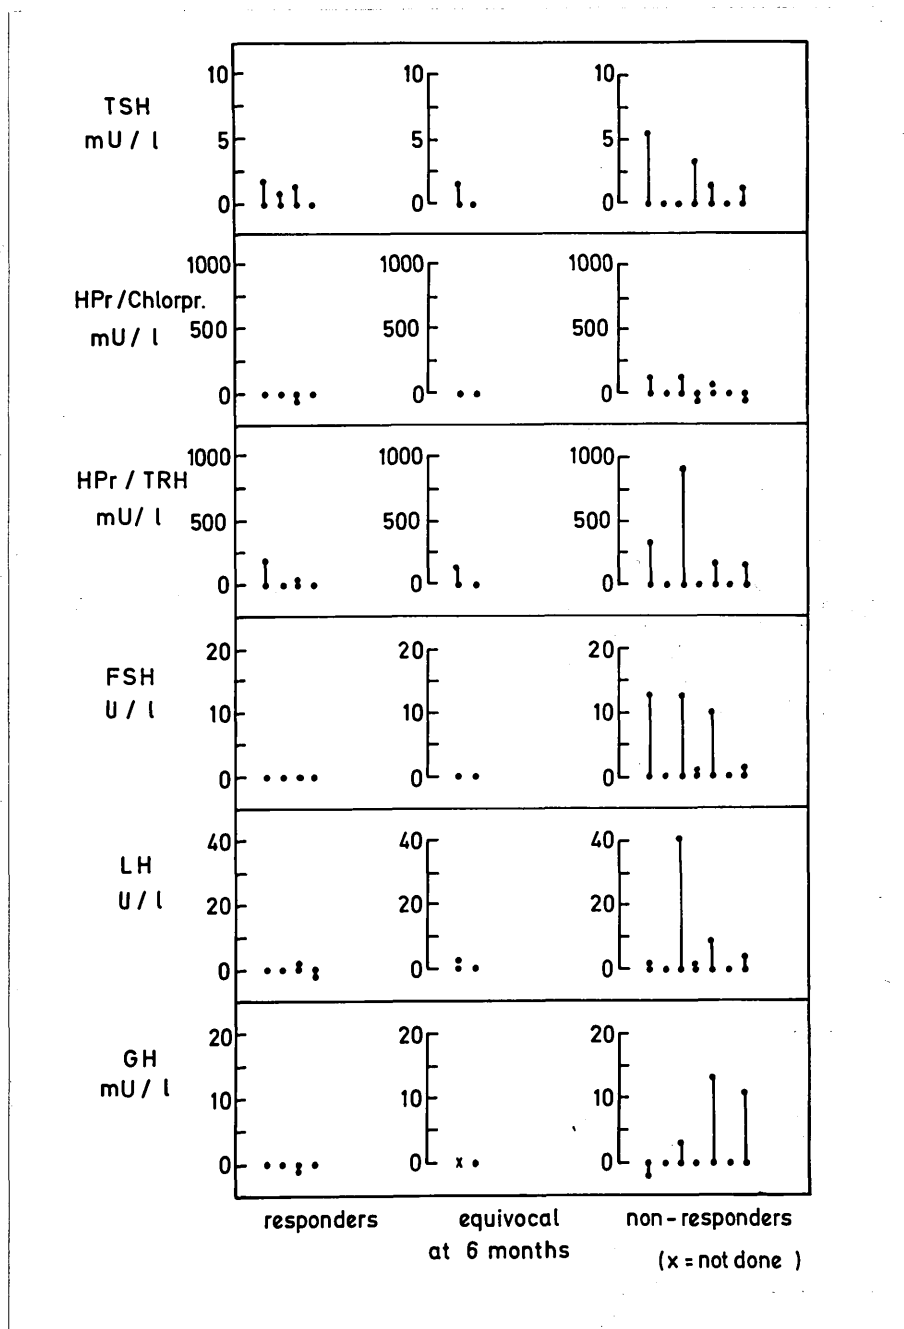 TSH
mU / l
10 5 0
10 5 0
10 5 0
HPr /Chlorpr.
mU / l
1000 500 0
1000 500 0
1000 500 0
HPr / TRH
mU/ l
1000 500 0
1000 500 0
1000 500 0
FSH
U / l
20 10 0
20 10 0
20 10 0
LH
U / l
40 20 0
40 20 0
40 20 0
GH
mU / l
20 10 0
20 10 0
x
20 10 0
responders equivocal non-responders
at 6 months
(x = not done )